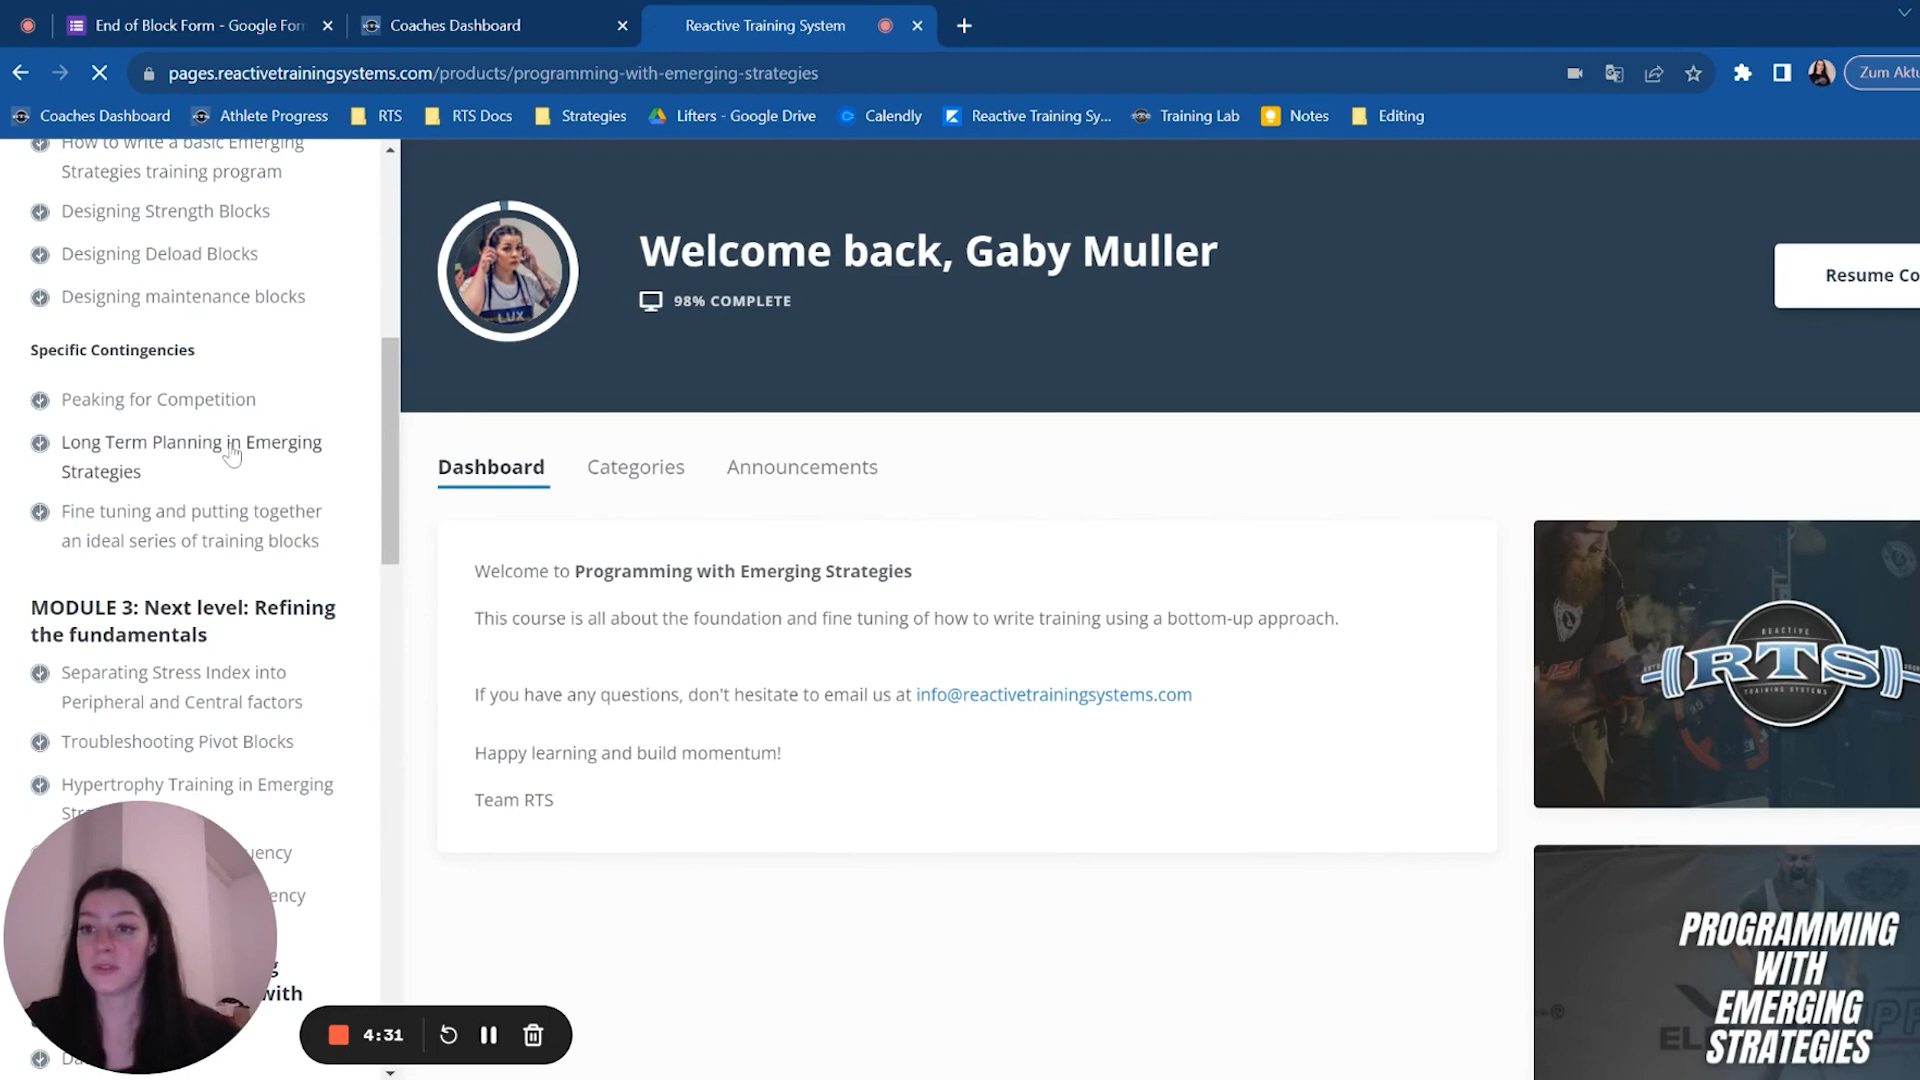 End of Block Form - Google For
Coaches Dashboard
Reactive Training System
pages.reactivetrainingsystems.com/products/programming-with-emerging-strategies
Zum Aktu
Coaches Dashboard
Athlete Progress
RTS
RTS Docs
Strategies
Lifters - Google Drive
Calendly
Reactive Training Sy...
Training Lab
Notes
Editing
How to write a basic Emerging
Strategies training program
Designing Strength Blocks
Designing Deload Blocks
Designing maintenance blocks
Specific Contingencies
Peaking for Competition
Long Term Planning in Emerging
Strategies
Fine tuning and putting together
an ideal series of training blocks
MODULE 3: Next level: Refining
the fundamentals
Separating Stress Index into
Peripheral and Central factors
Troubleshooting Pivot Blocks
Hypertrophy Training in Emerging
with
4:31
LUX
Welcome back, Gaby Muller
98% COMPLETE
Resume Co
Dashboard
Categories
Announcements
Welcome to Programming with Emerging Strategies
This course is all about the foundation and fine tuning of how to write training using a bottom-up approach.
If you have any questions, don't hesitate to email us at info@reactivetrainingsystems.com
Happy learning and build momentum!
Team RTS
REACTIVE
RTS
TRAINING SYSTEMS
PROGRAMMING
WITH
EMERGING
STRATEGIES